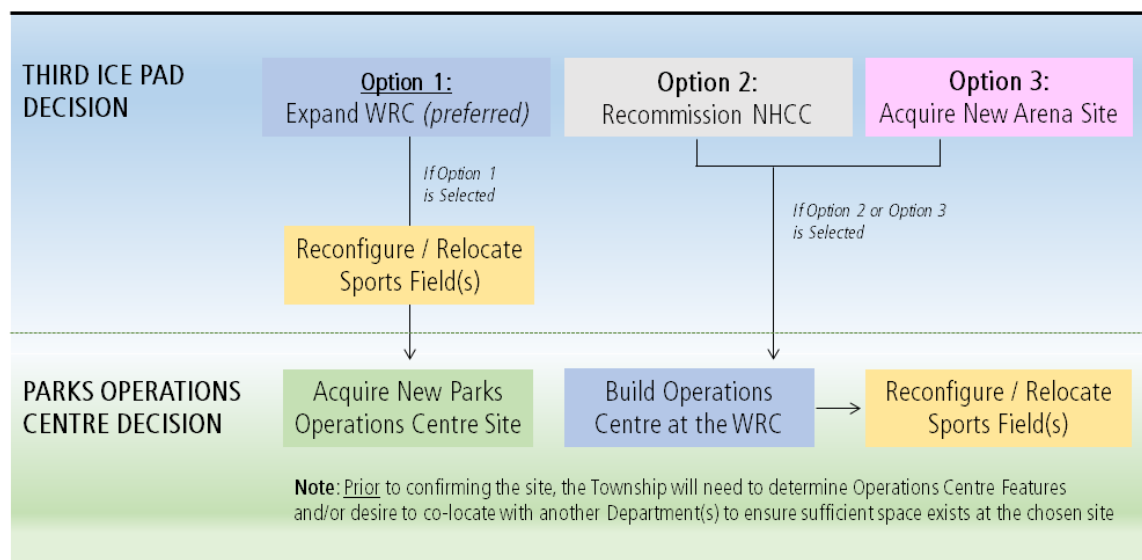 THIRD ICE PAD
DECISION
Option 1:
Expand WRC (preferred)
Option 2:
Recommission NHCC
Option 3:
Acquire New Arena Site
If Option 1
is Selected
If Option 2 or Option 3
is Selected
Reconfigure / Relocate
Sports Field(s)
PARKS OPERATIONS
CENTRE DECISION
Acquire New Parks
Operations Centre Site
Build Operations
Centre at the WRC
Reconfigure / Relocate
Sports Field(s)
Note: Prior to confirming the site, the Township will need to determine Operations Centre Features
and/or desire to co-locate with another Department(s) to ensure sufficient space exists at the chosen site